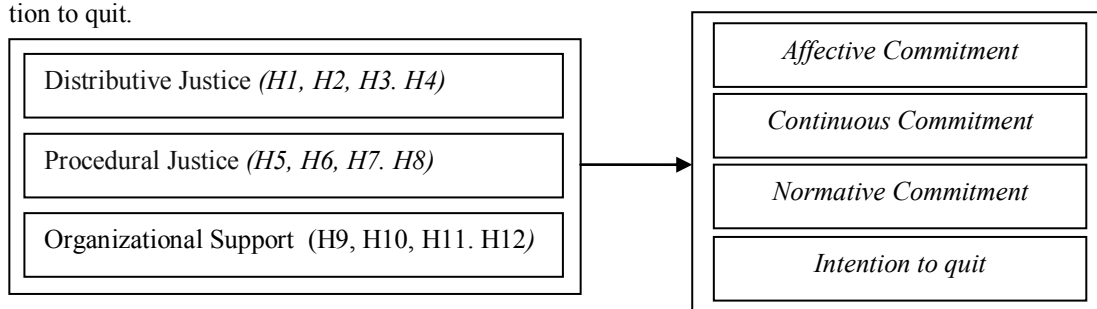 tion to quit.
Distributive Justice (H1, H2, H3. H4)
Procedural Justice (H5, H6, H7. H8)
Organizational Support (H9, H10, H11. H12)
Affective Commitment
Continuous Commitment
Normative Commitment
Intention to quit